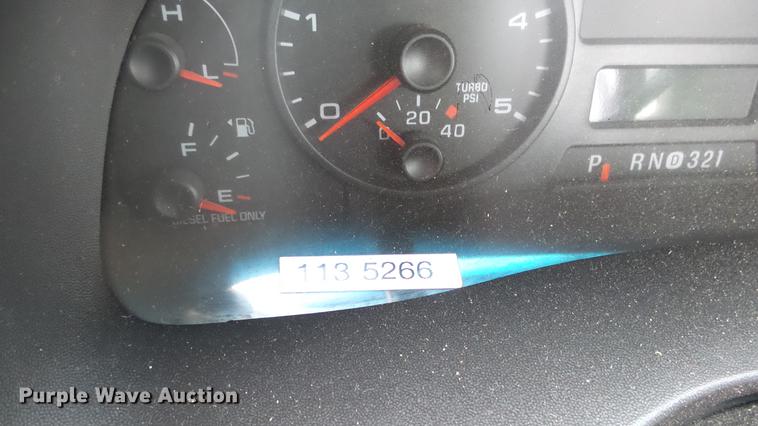 H
L
1
4
0
5
TURBO
PSI
0 20 40
F
E
DIESEL FUEL ONLY
P R N D 3 2 1
113 5266
Purple Wave Auction